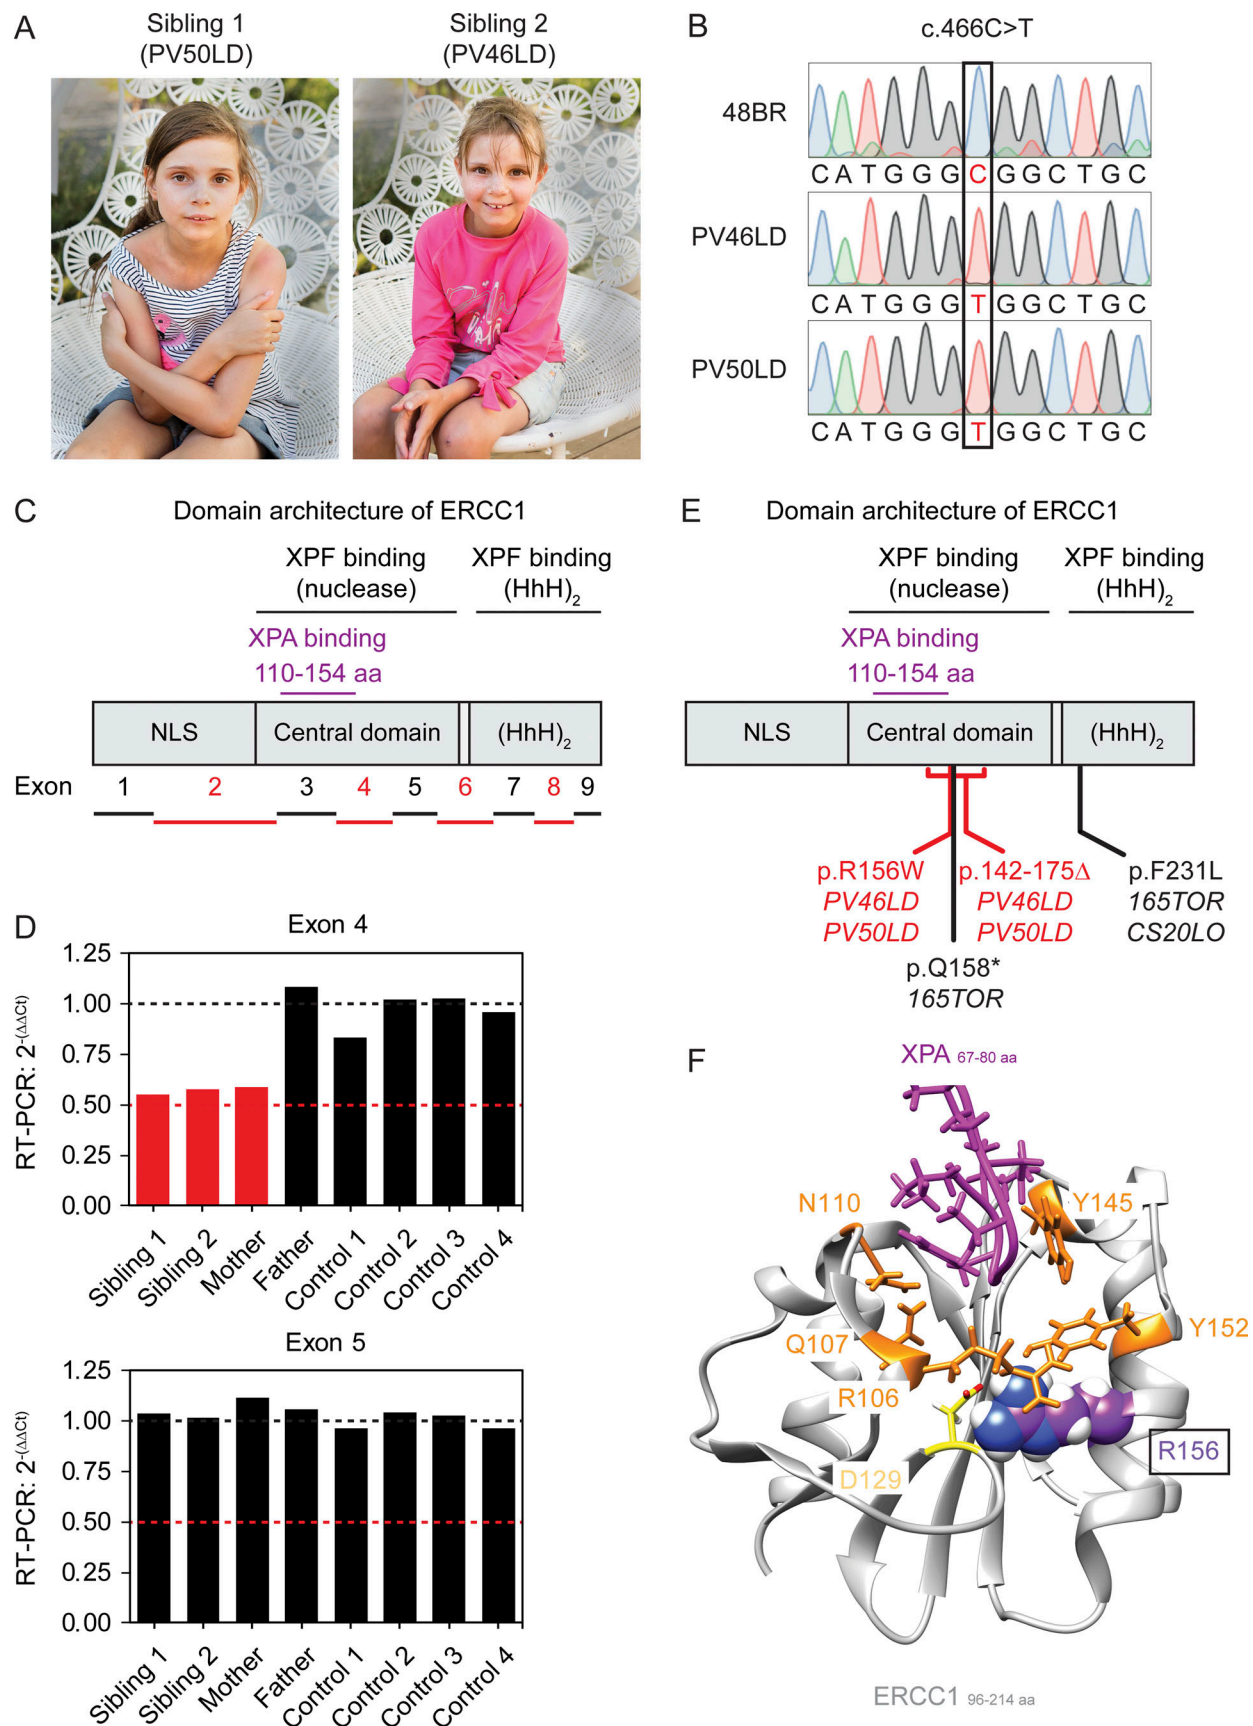 A
Sibling 1
(PV50LD)
Sibling 2
(PV46LD)
B
c.466C>T
48BR
C A T G G G C G G C T G C
PV46LD
C A T G G G T G G C T G C
PV50LD
C A T G G G T G G C T G C
C
Domain architecture of ERCC1
XPF binding
(nuclease)
XPF binding
(HhH)2
XPA binding
110-154 aa
NLS
Central domain
(HhH)2
Exon 1 2 3 4 5 6 7 8 9
E
Domain architecture of ERCC1
XPF binding
(nuclease)
XPF binding
(HhH)2
XPA binding
110-154 aa
NLS
Central domain
(HhH)2
p.R156W
PV46LD
PV50LD
p.142-175Δ
PV46LD
PV50LD
p.F231L
165TOR
CS20LO
p.Q158*
165TOR
D
Exon 4
RT-PCR: 2-(ΔΔCt)
1.25
1.00
0.75
0.50
0.25
0.00
Sibling 1
Sibling 2
Mother
Father
Control 1
Control 2
Control 3
Control 4
Exon 5
RT-PCR: 2-(ΔΔCt)
1.25
1.00
0.75
0.50
0.25
0.00
Sibling 1
Sibling 2
Mother
Father
Control 1
Control 2
Control 3
Control 4
F
XPA 67-80 aa
N110
Y145
Q107
Y152
R106
D129
R156
ERCC1 96-214 aa